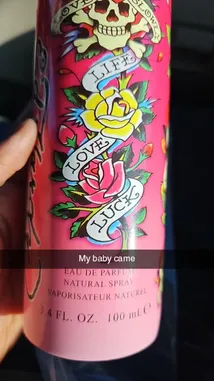 LIFE
LOVE
LUCK
My baby came
EAU DE PARFUM
NATURAL SPRAY
VAPORISATEUR NATUREL
3.4 FL. OZ. 100 mL ℮